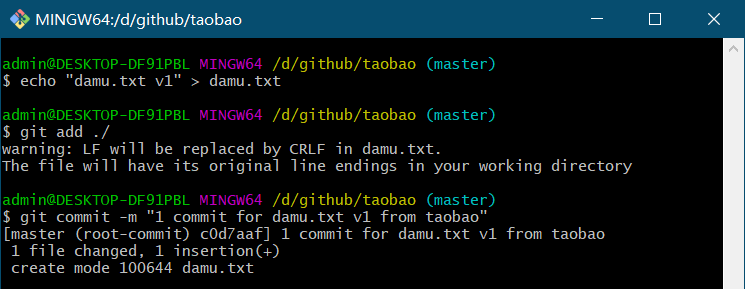 MINGW64:/d/github/taobao
admin@DESKTOP-DF91PBL MINGW64 /d/github/taobao (master)
$ echo "damu.txt v1" > damu.txt
admin@DESKTOP-DF91PBL MINGW64 /d/github/taobao (master)
$ git add ./
warning: LF will be replaced by CRLF in damu.txt.
The file will have its original line endings in your working directory
admin@DESKTOP-DF91PBL MINGW64 /d/github/taobao (master)
$ git commit -m "1 commit for damu.txt v1 from taobao"
[master (root-commit) c0d7aaf] 1 commit for damu.txt v1 from taobao
 1 file changed, 1 insertion(+)
 create mode 100644 damu.txt